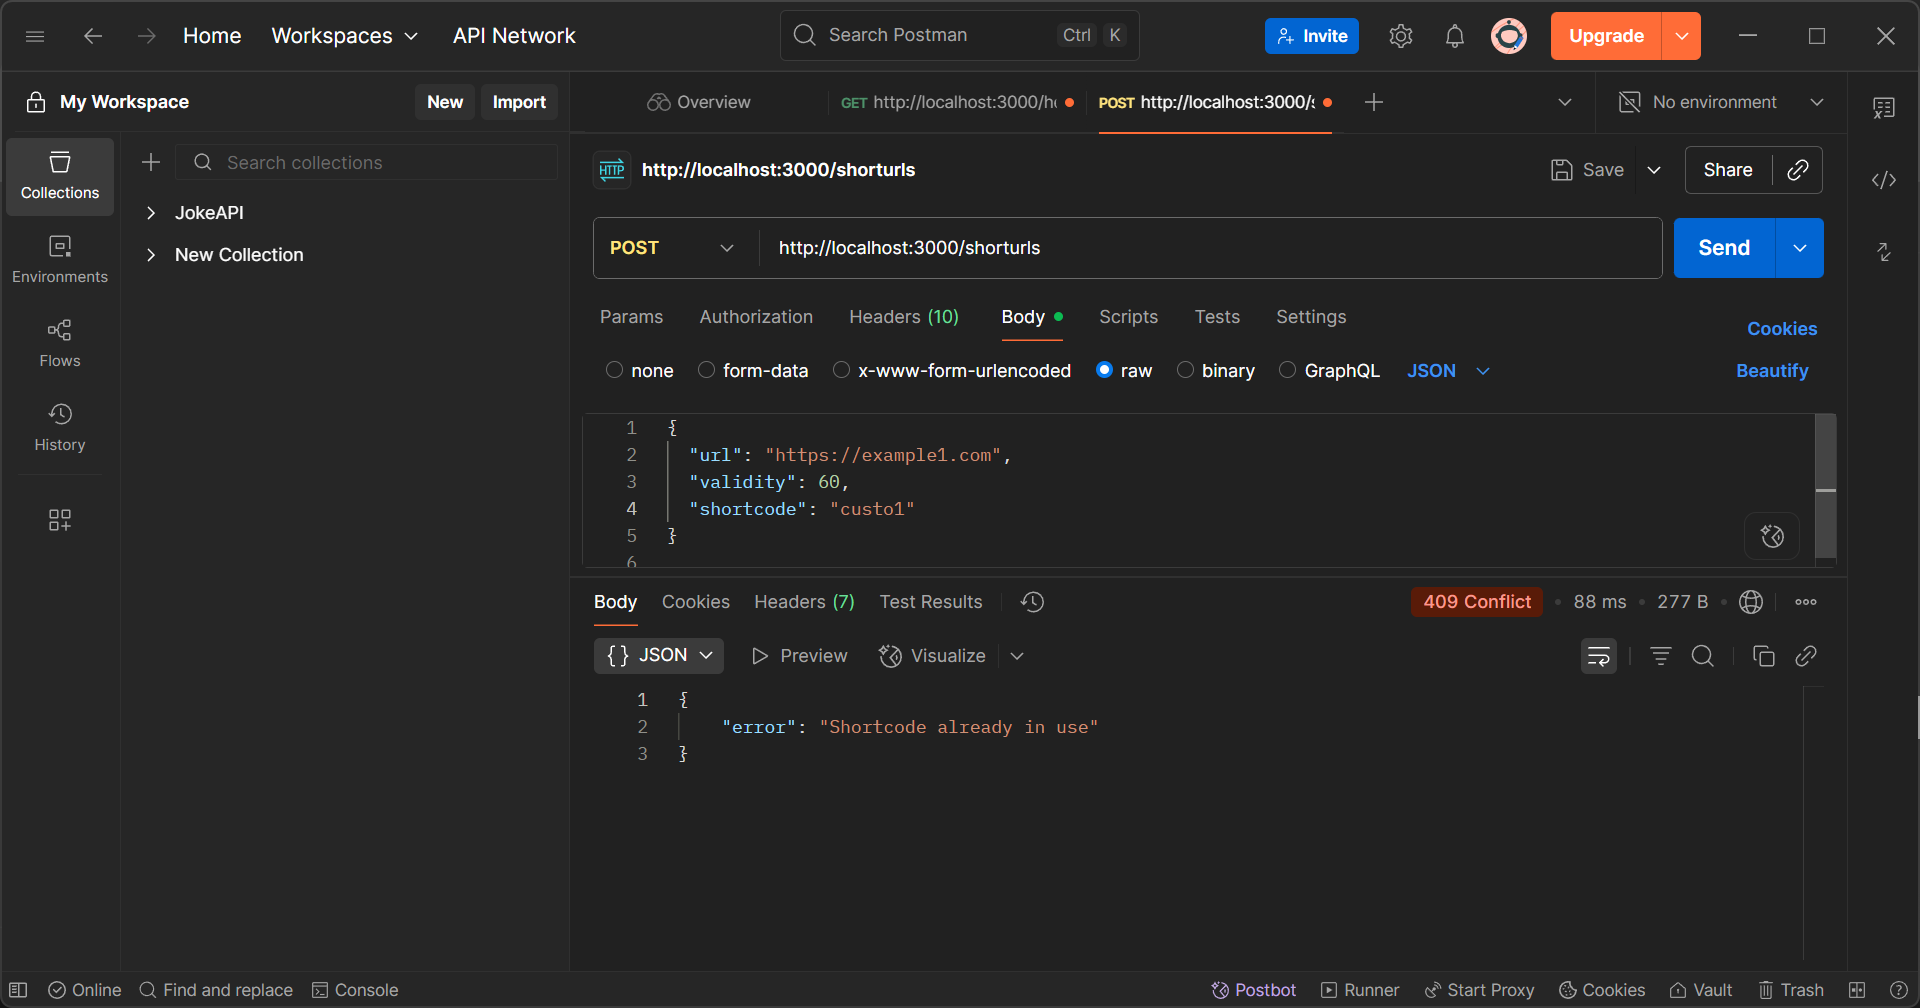 Home Workspaces API Network Search Postman Ctrl K Invite Upgrade
My Workspace New Import Overview GET http://localhost:3000/h POST http://localhost:3000/s No environment
Collections
Search collections
JokeAPI
New Collection
Environments
Flows
History
HTTP http://localhost:3000/shorturls Save Share
POST http://localhost:3000/shorturls Send
Params Authorization Headers (10) Body Scripts Tests Settings Cookies
none form-data x-www-form-urlencoded raw binary GraphQL JSON Beautify
1 {
2 "url": "https://example1.com",
3 "validity": 60,
4 "shortcode": "custo1"
5 }
6
Body Cookies Headers (7) Test Results 409 Conflict • 88 ms • 277 B •
{} JSON Preview Visualize
1 {
2 "error": "Shortcode already in use"
3 }
Online Find and replace Console Postbot Runner Start Proxy Cookies Vault Trash